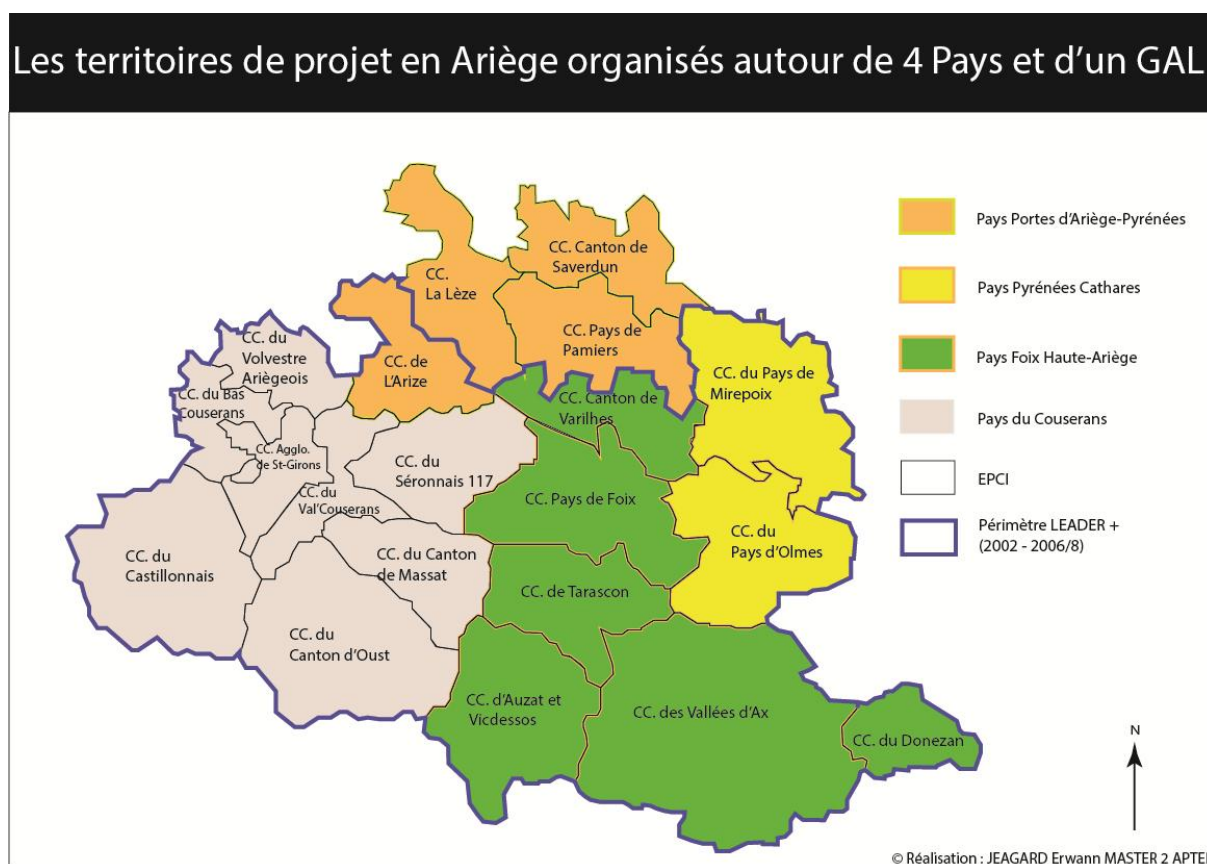 Les territoires de projet en Ariège organisés autour de 4 Pays et d'un GAL
CC. Canton de
Saverdun
CC.
La Lèze
CC. Pays de
Pamiers
CC. de
L'Arize
CC. du
Volvestre
Ariègeois
CC. du Bas
Couserans
CC. Agglo.
de St-Girons
CC. du
Séronnais 117
CC. du
Val'Couserans
CC. du
Castillonnais
CC. du Canton
de Massat
CC. du
Canton d'Oust
CC. Canton de
Varilhes
CC. du Pays de
Mirepoix
CC. Pays de Foix
CC. du
Pays d'Olmes
CC. de Tarascon
CC. d'Auzat et
Vicdessos
CC. des Vallées d'Ax
CC. du Donezan
Pays Portes d'Ariège-Pyrénées
Pays Pyrénées Cathares
Pays Foix Haute-Ariège
Pays du Couserans
EPCI
Périmètre LEADER +
(2002 - 2006/8)
N
© Réalisation : JEAGARD Erwann MASTER 2 APTER